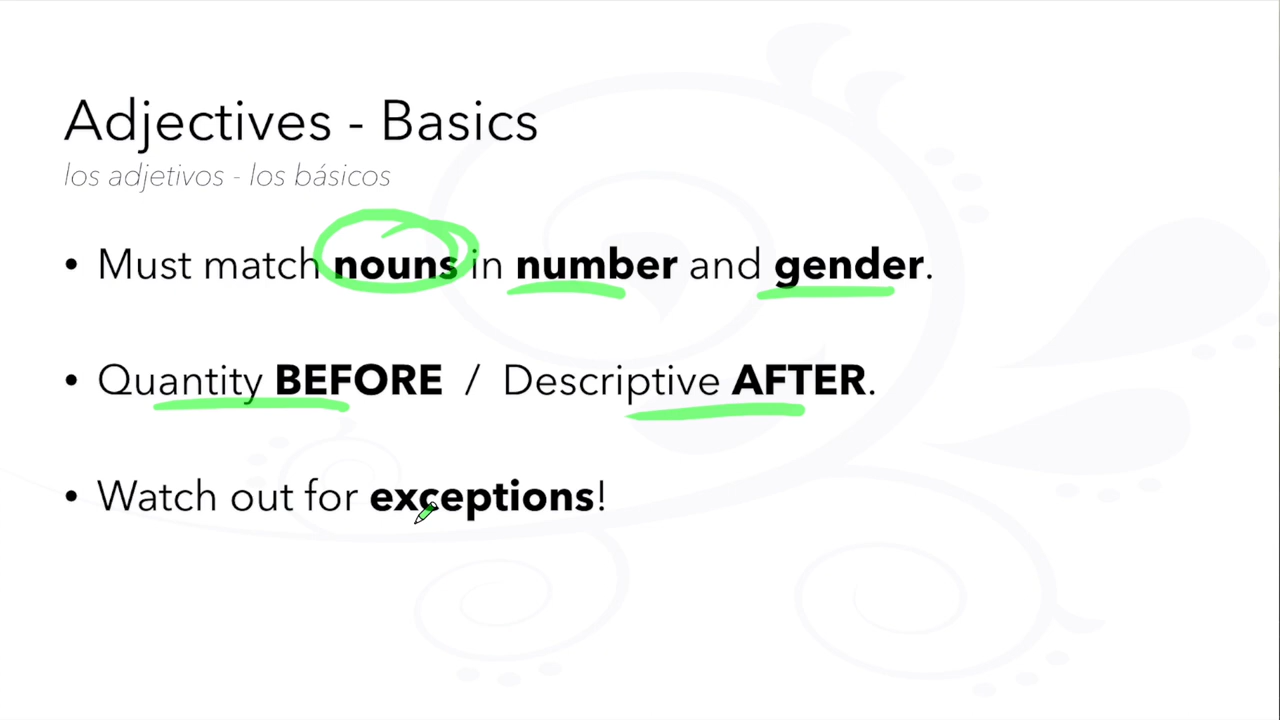 Adjectives - Basics
los adjetivos - los básicos
• Must match nouns in number and gender.
• Quantity BEFORE / Descriptive AFTER.
• Watch out for exceptions!